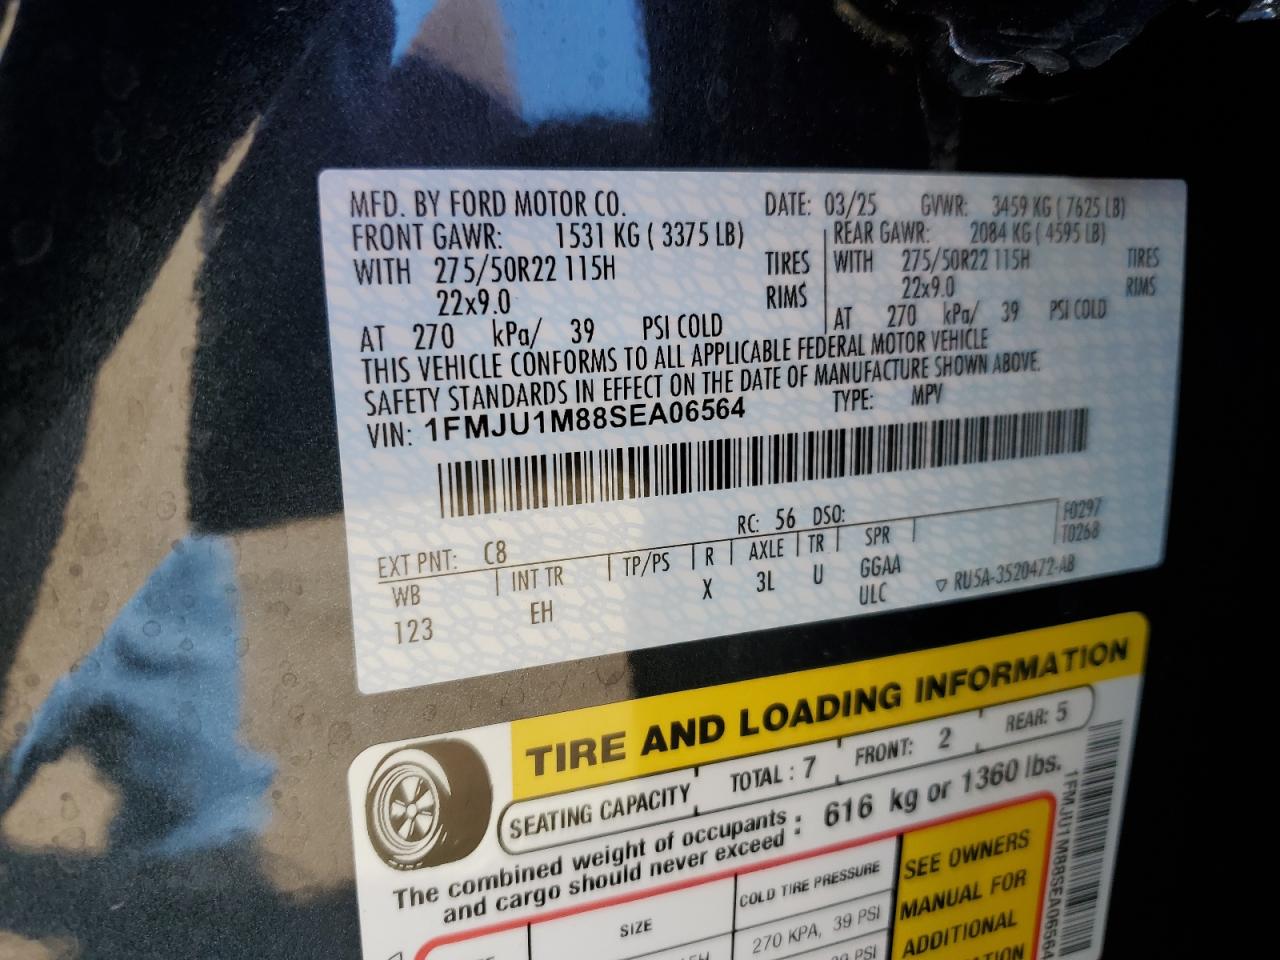 MFD. BY FORD MOTOR CO. DATE: 03/25 GVWR: 3459 KG ( 7625 LB)
FRONT GAWR: 1531 KG ( 3375 LB) REAR GAWR: 2084 KG ( 4595 LB)
WITH 275/50R22 115H TIRES WITH 275/50R22 115H TIRES
22x9.0 RIMS 22x9.0 RIMS
AT 270 kPa/ 39 PSI COLD AT 270 kPa/ 39 PSI COLD
THIS VEHICLE CONFORMS TO ALL APPLICABLE FEDERAL MOTOR VEHICLE
SAFETY STANDARDS IN EFFECT ON THE DATE OF MANUFACTURE SHOWN ABOVE.
VIN: 1FMJU1M88SEA06564 TYPE: MPV
RC: 56 DSO: F0297
EXT PNT: C8 T0268
WB INT TR TP/PS R AXLE TR SPR
123 EH X 3L U GGAA
ULC ▽ RU5A-3520472-AB
TIRE AND LOADING INFORMATION
SEATING CAPACITY TOTAL : 7 FRONT: 2 REAR: 5
The combined weight of occupants
and cargo should never exceed : 616 kg or 1360 lbs.
SIZE COLD TIRE PRESSURE
270 KPA, 39 PSI
PSI
SEE OWNERS
MANUAL FOR
ADDITIONAL
1FMJU1M88SEA06564